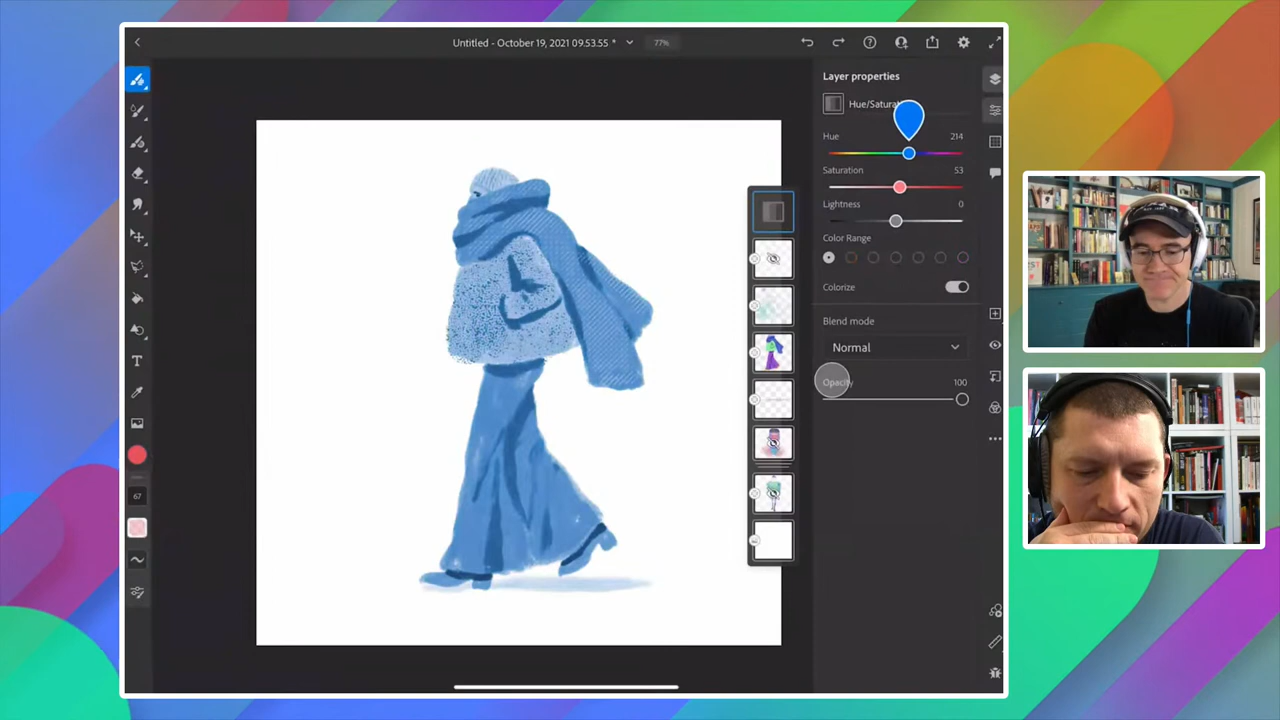 Untitled - October 19, 2021 09.53.55 *
77%
Layer properties
Hue/Saturat
Hue 214
Saturation 53
Lightness 0
Color Range
Colorize
Blend mode
Normal
Opacity 100
67
T